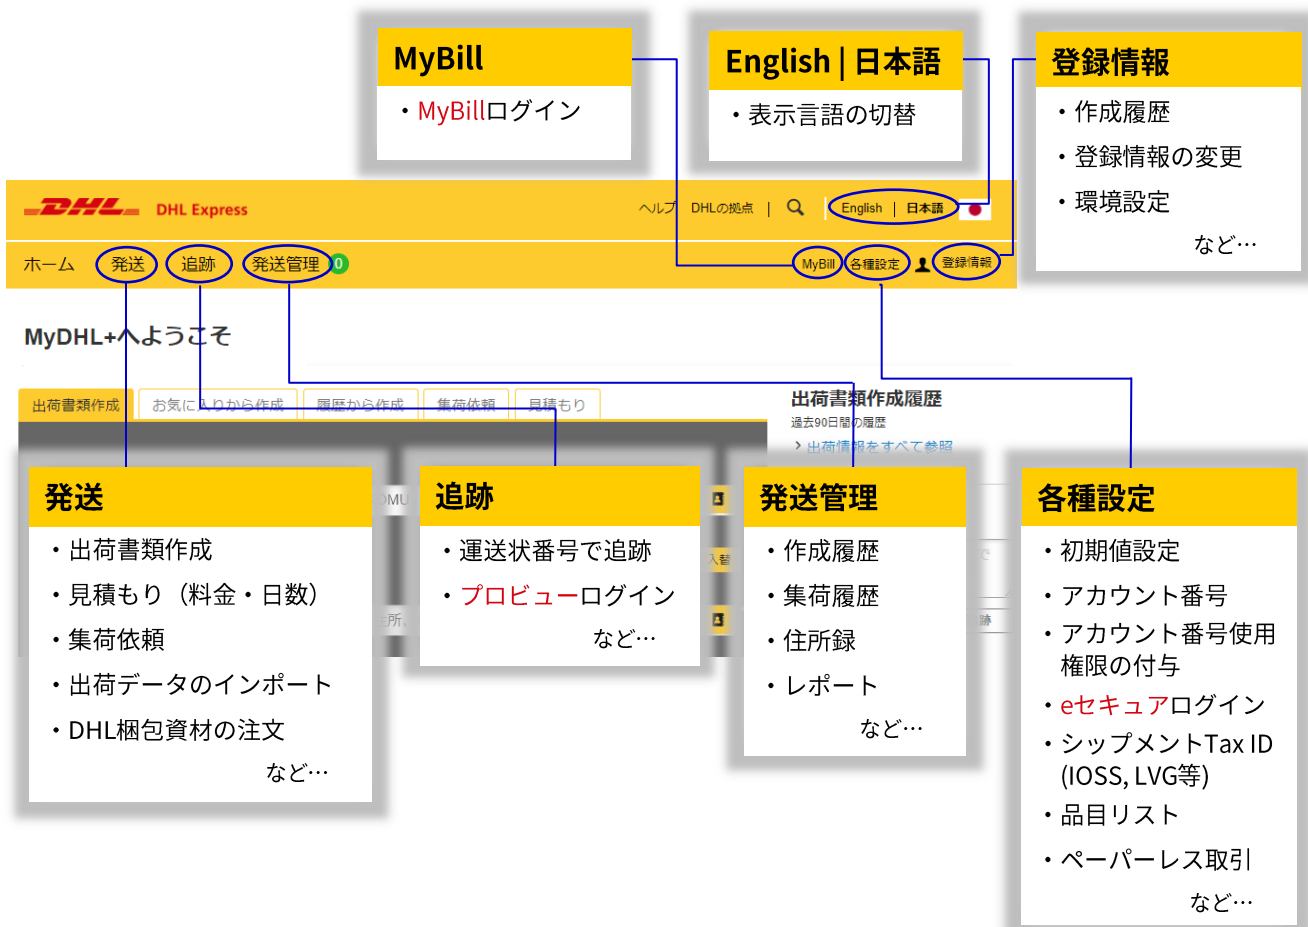 MyBill
・MyBillログイン
English | 日本語
・表示言語の切替
登録情報
・作成履歴
・登録情報の変更
・環境設定
など…
DHL DHL Express
ヘルプ DHLの拠点 | English | 日本語
ホーム 発送 追跡 発送管理 0 MyBill 各種設定 登録情報
MyDHL+へようこそ
出荷書類作成 お気に入りから作成 履歴から作成 集荷依頼 見積もり
出荷書類作成履歴
過去90日間の履歴
出荷情報をすべて参照
発送
・出荷書類作成
・見積もり（料金・日数）
・集荷依頼
・出荷データのインポート
・DHL梱包資材の注文
など…
追跡
・運送状番号で追跡
・プロビューログイン
など…
発送管理
・作成履歴
・集荷履歴
・住所録
・レポート
など…
各種設定
・初期値設定
・アカウント番号
・アカウント番号使用
権限の付与
・eセキュアログイン
・シップメントTax ID
(IOSS, LVG等)
・品目リスト
・ペーパーレス取引
など…